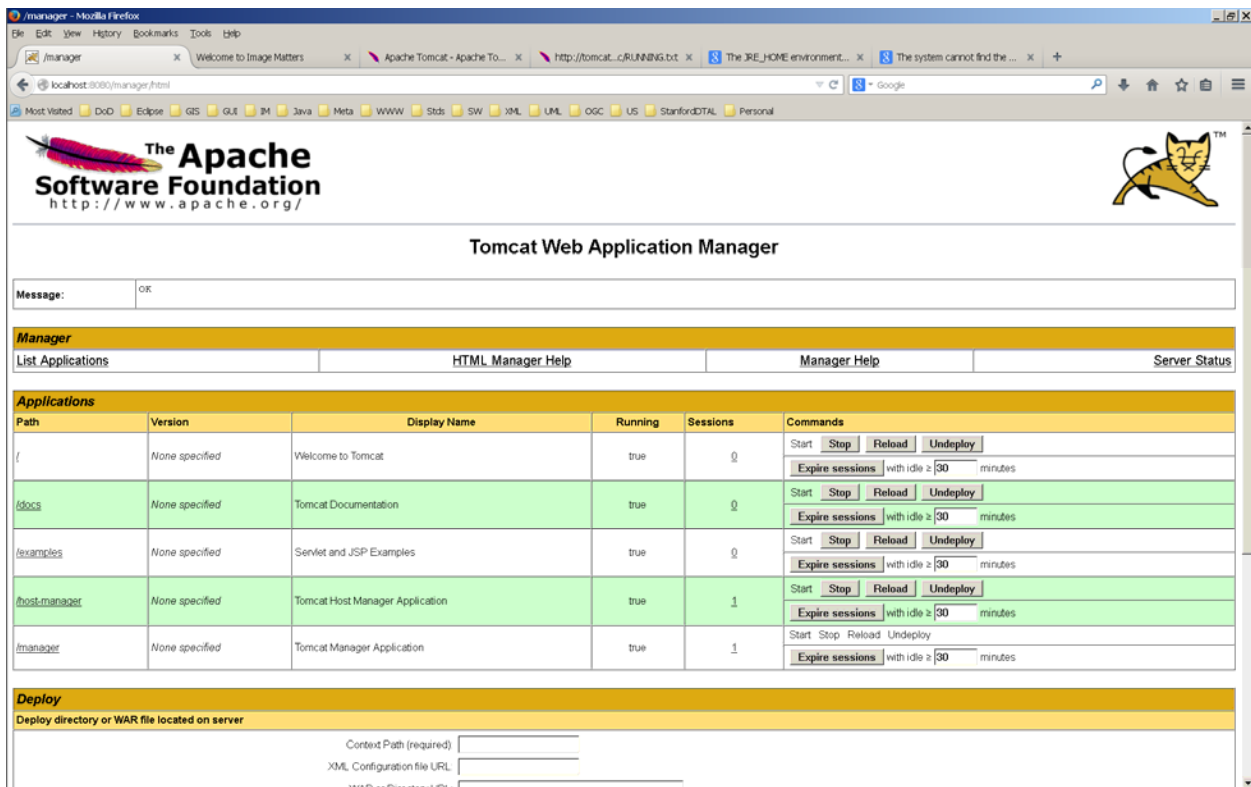 /manager - Mozilla Firefox
File Edit View History Bookmarks Tools Help
/manager
Welcome to Image Matters
Apache Tomcat - Apache To...
http://tomcat...c/RUNNING.txt
The JRE_HOME environment...
The system cannot find the ...
localhost:8080/manager/html
Google
Most Visited DoD Eclipse GIS GUI IM Java Meta WWW Stds SW XML UML OGC US StanfordDTAL Personal
The Apache
Software Foundation
http://www.apache.org/
TM
Tomcat Web Application Manager
Message: OK
Manager
List Applications HTML Manager Help Manager Help Server Status
Applications
Path Version Display Name Running Sessions Commands
/ None specified Welcome to Tomcat true 0 Start Stop Reload Undeploy
Expire sessions with idle ≥ 30 minutes
/docs None specified Tomcat Documentation true 0 Start Stop Reload Undeploy
Expire sessions with idle ≥ 30 minutes
/examples None specified Servlet and JSP Examples true 0 Start Stop Reload Undeploy
Expire sessions with idle ≥ 30 minutes
/host-manager None specified Tomcat Host Manager Application true 1 Start Stop Reload Undeploy
Expire sessions with idle ≥ 30 minutes
/manager None specified Tomcat Manager Application true 1 Start Stop Reload Undeploy
Expire sessions with idle ≥ 30 minutes
Deploy
Deploy directory or WAR file located on server
Context Path (required):
XML Configuration file URL:
WAR or Directory URL: